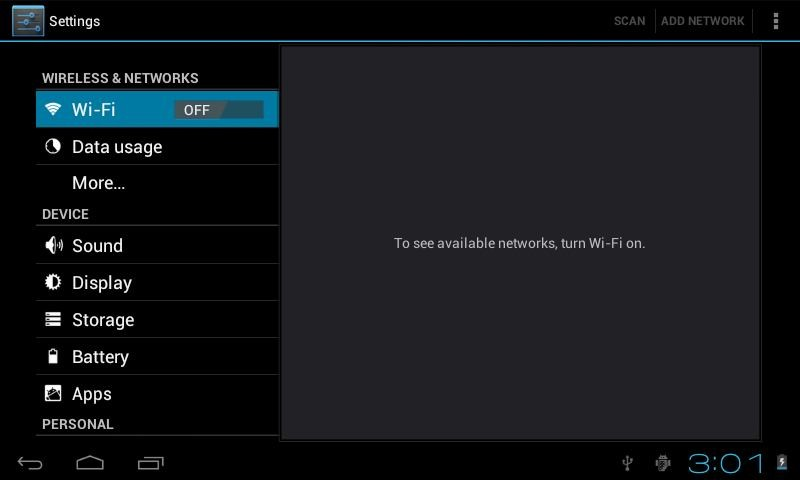 Settings
SCAN
ADD NETWORK
WIRELESS & NETWORKS
Wi-Fi
OFF
Data usage
More...
DEVICE
Sound
Display
Storage
Battery
Apps
PERSONAL
To see available networks, turn Wi-Fi on.
3:01